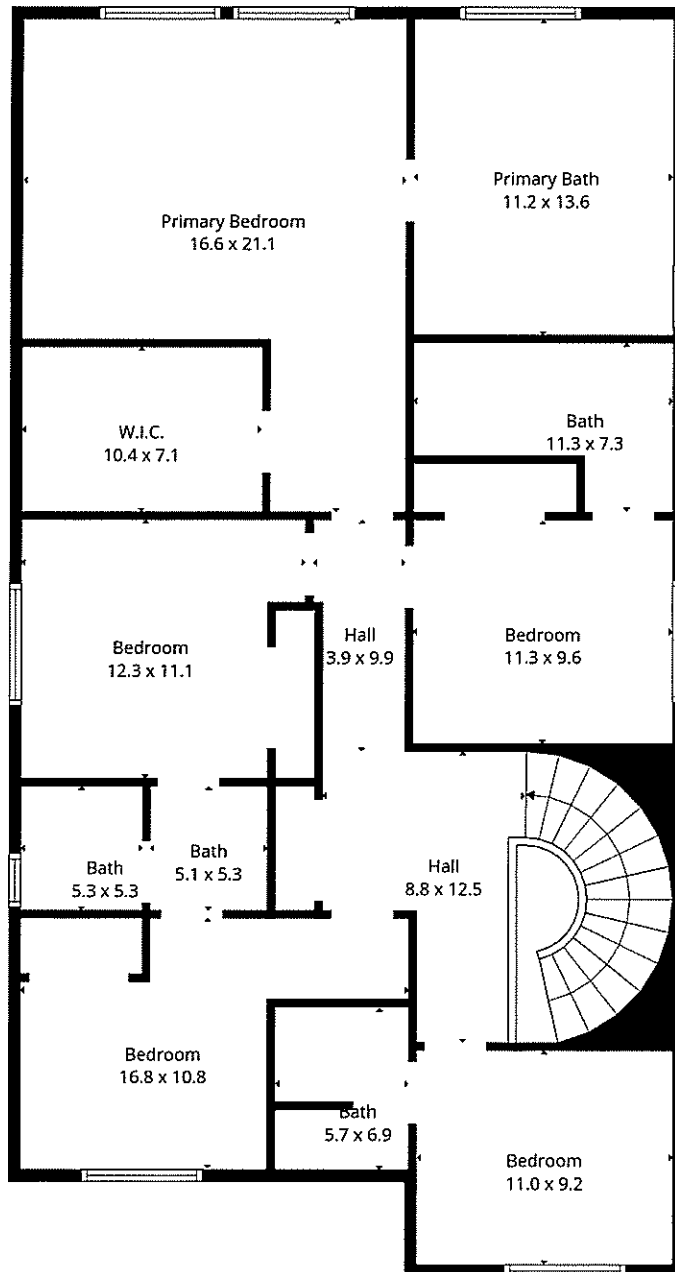 Primary Bedroom
16.6 x 21.1
Primary Bath
11.2 x 13.6
W.I.C.
10.4 x 7.1
Bath
11.3 x 7.3
Bedroom
12.3 x 11.1
Hall
3.9 x 9.9
Bedroom
11.3 x 9.6
Bath
5.3 x 5.3
Bath
5.1 x 5.3
Hall
8.8 x 12.5
Bedroom
16.8 x 10.8
Bath
5.7 x 6.9
Bedroom
11.0 x 9.2